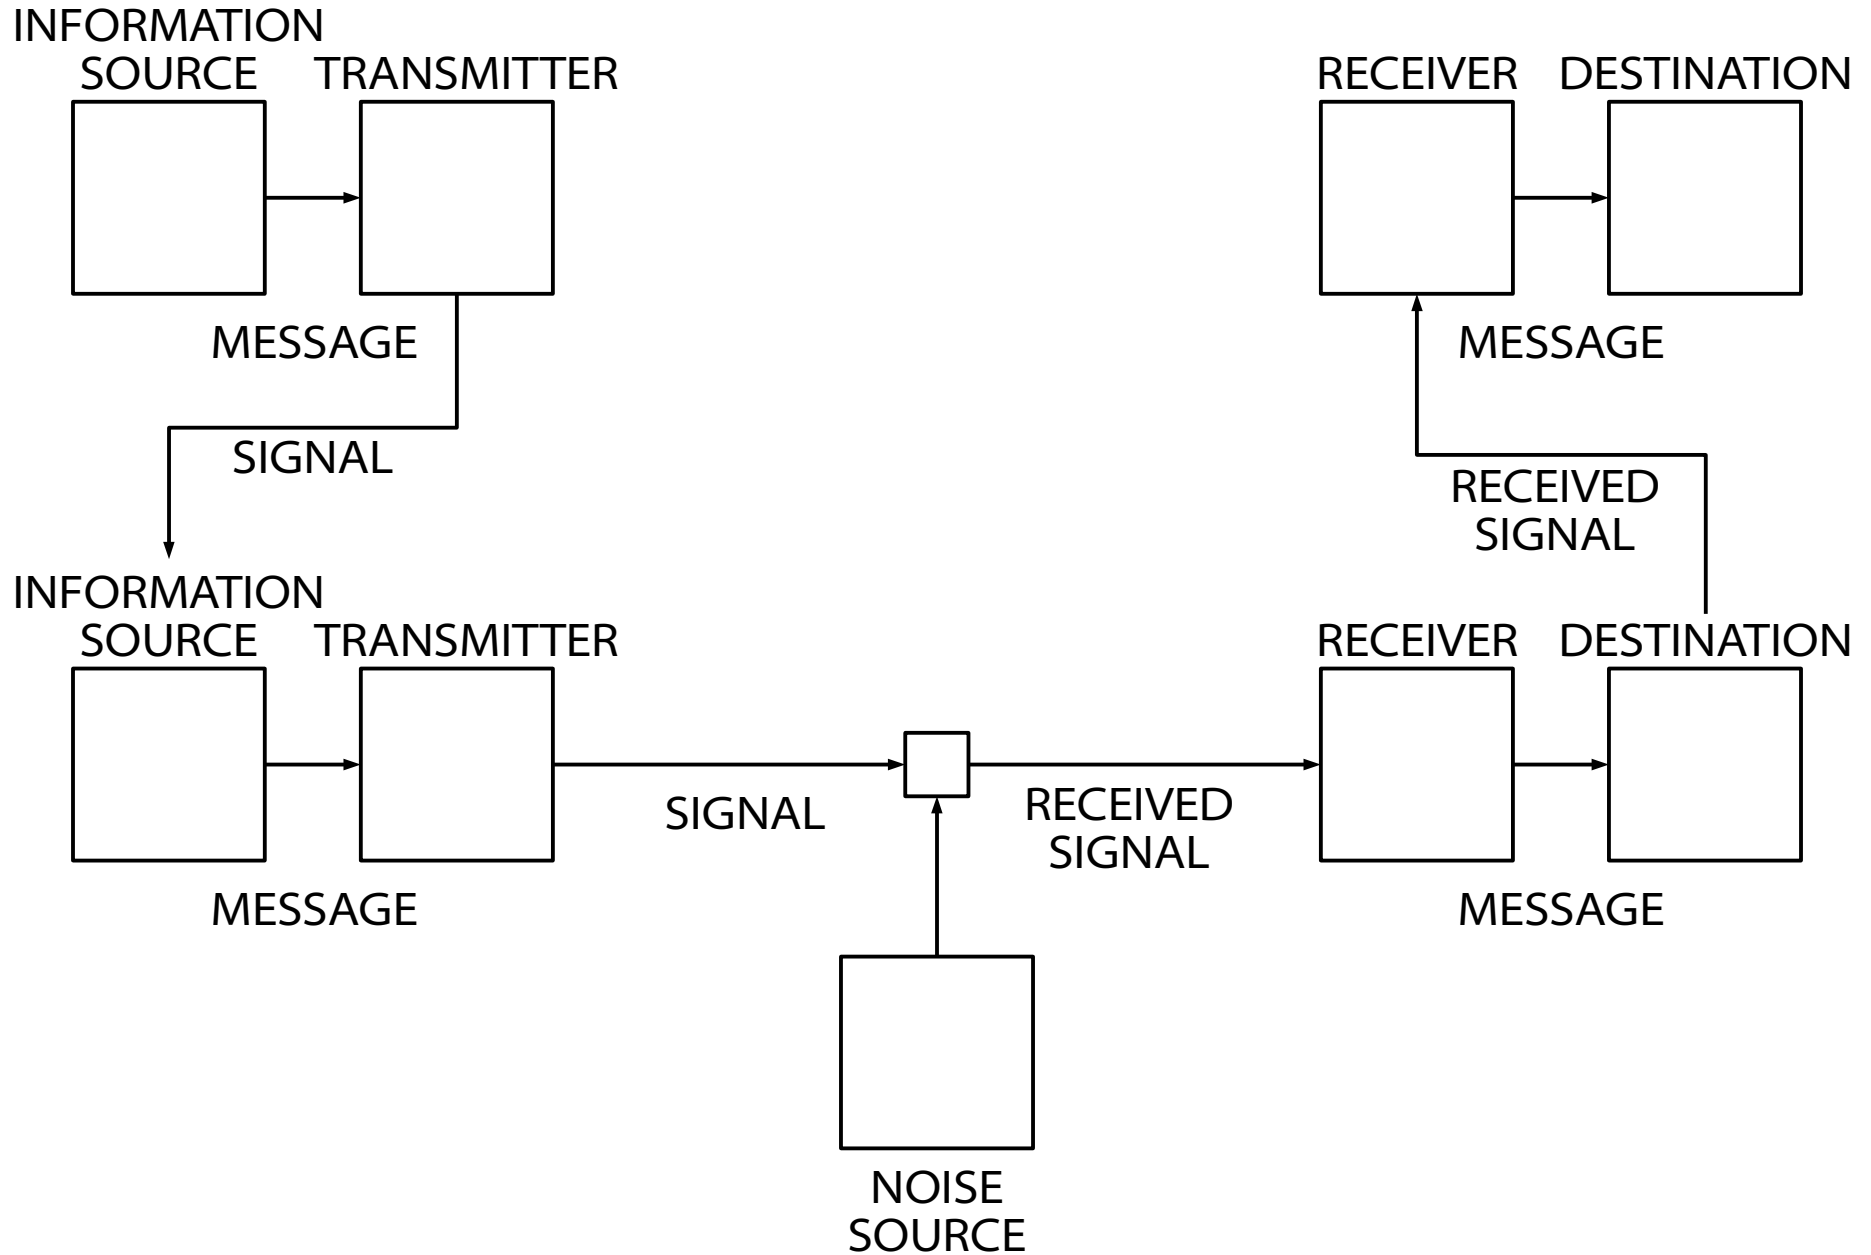 INFORMATION
SOURCE
TRANSMITTER
MESSAGE
SIGNAL
RECEIVER
DESTINATION
MESSAGE
RECEIVED
SIGNAL
INFORMATION
SOURCE
TRANSMITTER
MESSAGE
SIGNAL
RECEIVED
SIGNAL
RECEIVER
DESTINATION
MESSAGE
NOISE
SOURCE